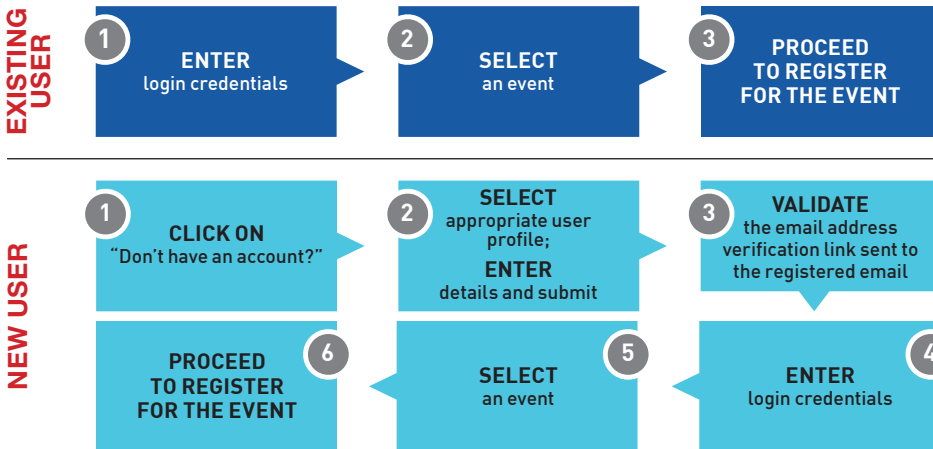 EXISTING
USER
1
ENTER
login credentials
2
SELECT
an event
3
PROCEED
TO REGISTER
FOR THE EVENT
NEW USER
1
CLICK ON
“Don’t have an account?”
2
SELECT
appropriate user
profile;
ENTER
details and submit
3
VALIDATE
the email address
verification link sent to
the registered email
4
ENTER
login credentials
5
SELECT
an event
6
PROCEED
TO REGISTER
FOR THE EVENT